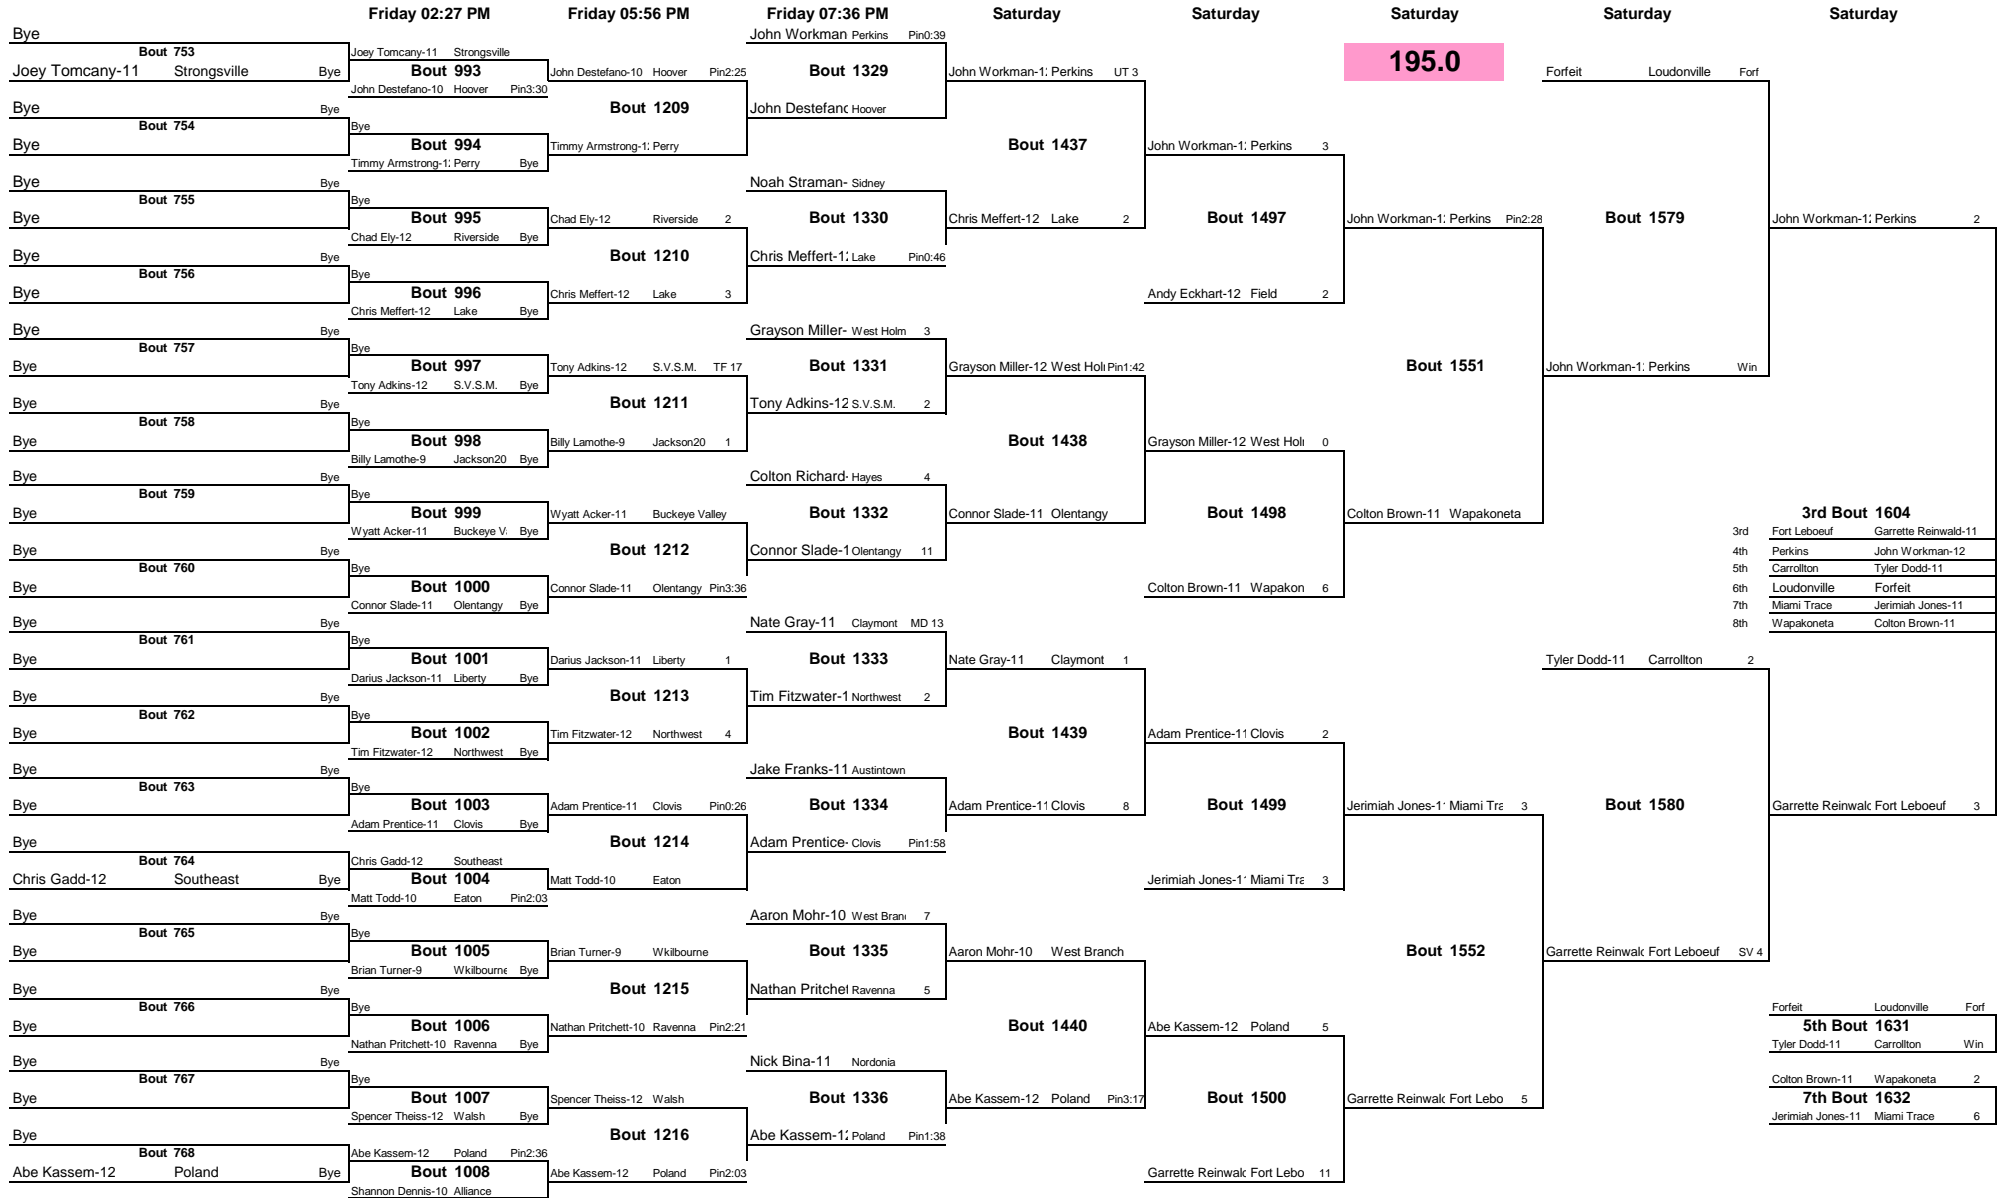 Friday 02:27 PM Friday 05:56 PM Friday 07:36 PM Saturday Saturday Saturday Saturday Saturday
195.0
Bye
Bout 753
Joey Tomcany-11 Strongsville Bye
Bye Bye
Bout 754
Bye
Bye Bye
Bout 755
Bye
Bye Bye
Bout 756
Bye
Bye Bye
Bout 757
Bye
Bye Bye
Bout 758
Bye
Bye Bye
Bout 759
Bye
Bye Bye
Bout 760
Bye
Bye Bye
Bout 761
Bye
Bye Bye
Bout 762
Bye
Bye Bye
Bout 763
Bye
Bye
Bout 764
Chris Gadd-12 Southeast Bye
Bye Bye
Bout 765
Bye
Bye Bye
Bout 766
Bye
Bye Bye
Bout 767
Bye
Bye
Bout 768
Abe Kassem-12 Poland Bye
Joey Tomcany-11 Strongsville
Bout 993
John Destefano-10 Hoover Pin3:30
Bye
Bout 994
Timmy Armstrong-1: Perry Bye
Bye
Bout 995
Chad Ely-12 Riverside Bye
Bye
Bout 996
Chris Meffert-12 Lake Bye
Bye
Bout 997
Tony Adkins-12 S.V.S.M. Bye
Bye
Bout 998
Billy Lamothe-9 Jackson20 Bye
Bye
Bout 999
Wyatt Acker-11 Buckeye V. Bye
Bye
Bout 1000
Connor Slade-11 Olentangy Bye
Bye
Bout 1001
Darius Jackson-11 Liberty Bye
Bye
Bout 1002
Tim Fitzwater-12 Northwest Bye
Bye
Bout 1003
Adam Prentice-11 Clovis Bye
Chris Gadd-12 Southeast
Bout 1004
Matt Todd-10 Eaton Pin2:03
Bye
Bout 1005
Brian Turner-9 Wkilbourne Bye
Bye
Bout 1006
Nathan Pritchett-10 Ravenna Bye
Bye
Bout 1007
Spencer Theiss-12 Walsh Bye
Abe Kassem-12 Poland Pin2:36
Bout 1008
Shannon Dennis-10 Alliance
John Destefano-10 Hoover Pin2:25
Bout 1209
Timmy Armstrong-1: Perry
Chad Ely-12 Riverside 2
Bout 1210
Chris Meffert-12 Lake 3
Tony Adkins-12 S.V.S.M. TF 17
Bout 1211
Billy Lamothe-9 Jackson20 1
Wyatt Acker-11 Buckeye Valley
Bout 1212
Connor Slade-11 Olentangy Pin3:36
Darius Jackson-11 Liberty 1
Bout 1213
Tim Fitzwater-12 Northwest 4
Adam Prentice-11 Clovis Pin0:26
Bout 1214
Matt Todd-10 Eaton
Brian Turner-9 Wkilbourne
Bout 1215
Nathan Pritchett-10 Ravenna Pin2:21
Spencer Theiss-12 Walsh
Bout 1216
Abe Kassem-12 Poland Pin2:03
John Workman Perkins Pin0:39
Bout 1329
John Destefanc Hoover
Noah Straman- Sidney
Bout 1330
Chris Meffert-1: Lake Pin0:46
Grayson Miller- West Holm 3
Bout 1331
Tony Adkins-12 S.V.S.M. 2
Colton Richard- Hayes 4
Bout 1332
Connor Slade-1 Olentangy 11
Nate Gray-11 Claymont MD 13
Bout 1333
Tim Fitzwater-1 Northwest 2
Jake Franks-11 Austintown
Bout 1334
Adam Prentice- Clovis Pin1:58
Aaron Mohr-10 West Bran 7
Bout 1335
Nathan Pritchet Ravenna 5
Nick Bina-11 Nordonia
Bout 1336
Abe Kassem-12 Poland Pin1:38
John Workman-1: Perkins UT 3
Bout 1437
Chris Meffert-12 Lake 2
Grayson Miller-12 West Hol Pin1:42
Bout 1438
Connor Slade-11 Olentangy
Nate Gray-11 Claymont 1
Bout 1439
Adam Prentice-11 Clovis 8
Aaron Mohr-10 West Branch
Bout 1440
Abe Kassem-12 Poland Pin3:17
John Workman-1: Perkins 3
Bout 1497
Andy Eckhart-12 Field 2
Grayson Miller-12 West Hol 0
Bout 1498
Colton Brown-11 Wapakon 6
Adam Prentice-11 Clovis 2
Bout 1499
Jerimiah Jones-1 Miami Tra 3
Abe Kassem-12 Poland 5
Bout 1500
Garrette Reinwalc Fort Lebo 11
John Workman-1: Perkins Pin2:28
Bout 1551
Colton Brown-11 Wapakoneta
Jerimiah Jones-1 Miami Tra 3
Bout 1552
Garrette Reinwalc Fort Lebo 5
Forfeit Loudonville Forf
Bout 1579
John Workman-1: Perkins Win
Tyler Dodd-11 Carrollton 2
Bout 1580
Garrette Reinwalc Fort Leboeuf SV 4
John Workman-1: Perkins 2
3rd Bout 1604
3rd Fort Leboeuf Garrette Reinwald-11
4th Perkins John Workman-12
5th Carrollton Tyler Dodd-11
6th Loudonville Forfeit
7th Miami Trace Jerimiah Jones-11
8th Wapakoneta Colton Brown-11
Garrette Reinwalc Fort Leboeuf 3
Forfeit Loudonville Forf
5th Bout 1631
Tyler Dodd-11 Carrollton Win
Colton Brown-11 Wapakoneta 2
7th Bout 1632
Jerimiah Jones-11 Miami Trace 6